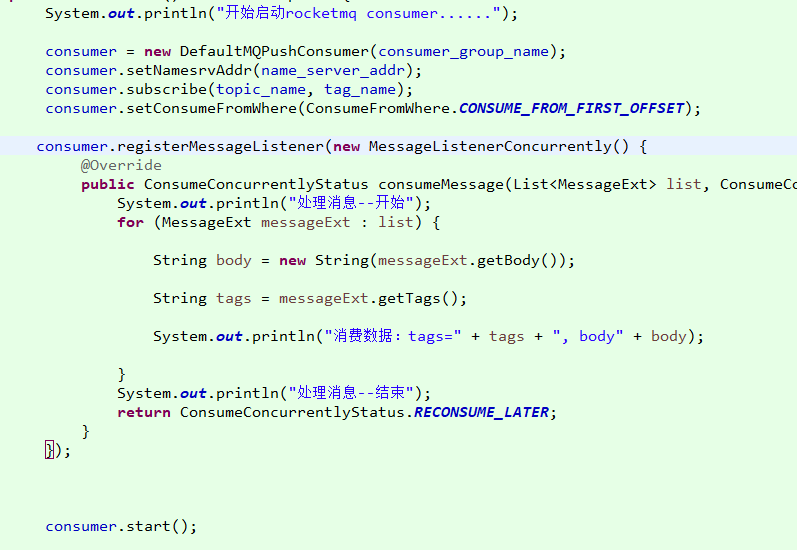 System.out.println("开始启动rocketmq consumer......");
consumer = new DefaultMQPushConsumer(consumer_group_name);
consumer.setNamesrvAddr(name_server_addr);
consumer.subscribe(topic_name, tag_name);
consumer.setConsumeFromWhere(ConsumeFromWhere.CONSUME_FROM_FIRST_OFFSET);
consumer.registerMessageListener(new MessageListenerConcurrently() {
@Override
public ConsumeConcurrentlyStatus consumeMessage(List<MessageExt> list, ConsumeCo
System.out.println("处理消息--开始");
for (MessageExt messageExt : list) {
String body = new String(messageExt.getBody());
String tags = messageExt.getTags();
System.out.println("消费数据：tags=" + tags + ", body" + body);
}
System.out.println("处理消息--结束");
return ConsumeConcurrentlyStatus.RECONSUME_LATER;
}
});
consumer.start();